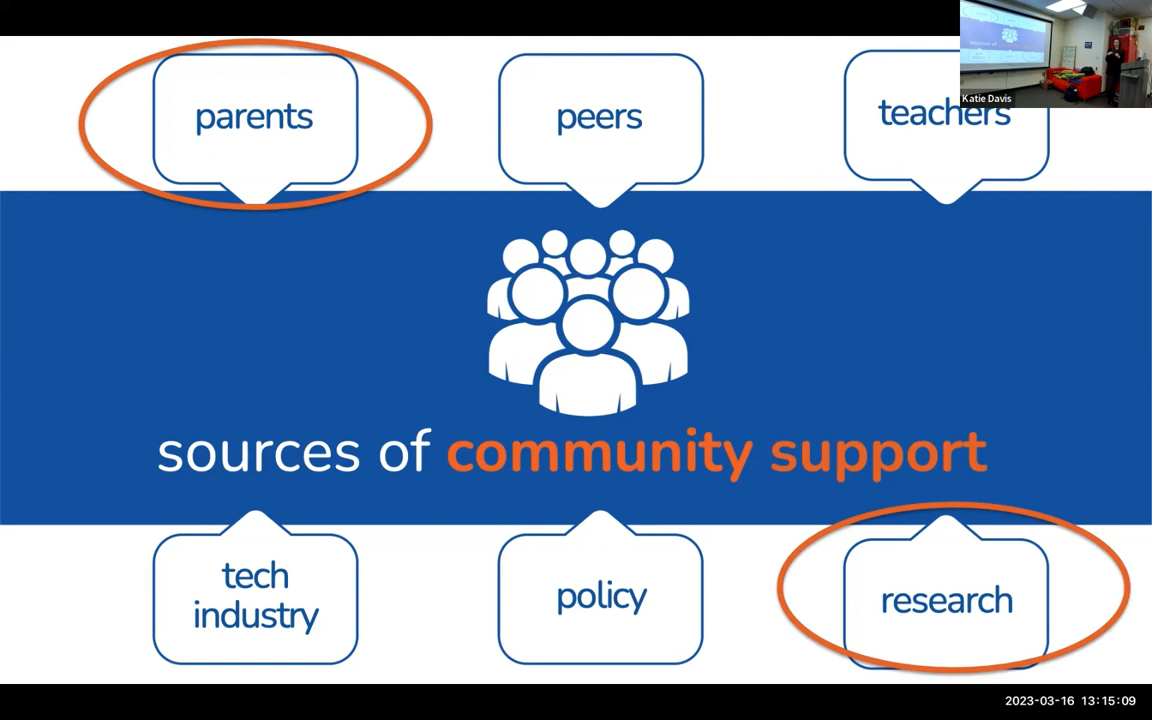 parents
peers
teachers
Katie Davis
sources of community support
tech
industry
policy
research
2023-03-16 13:15:09